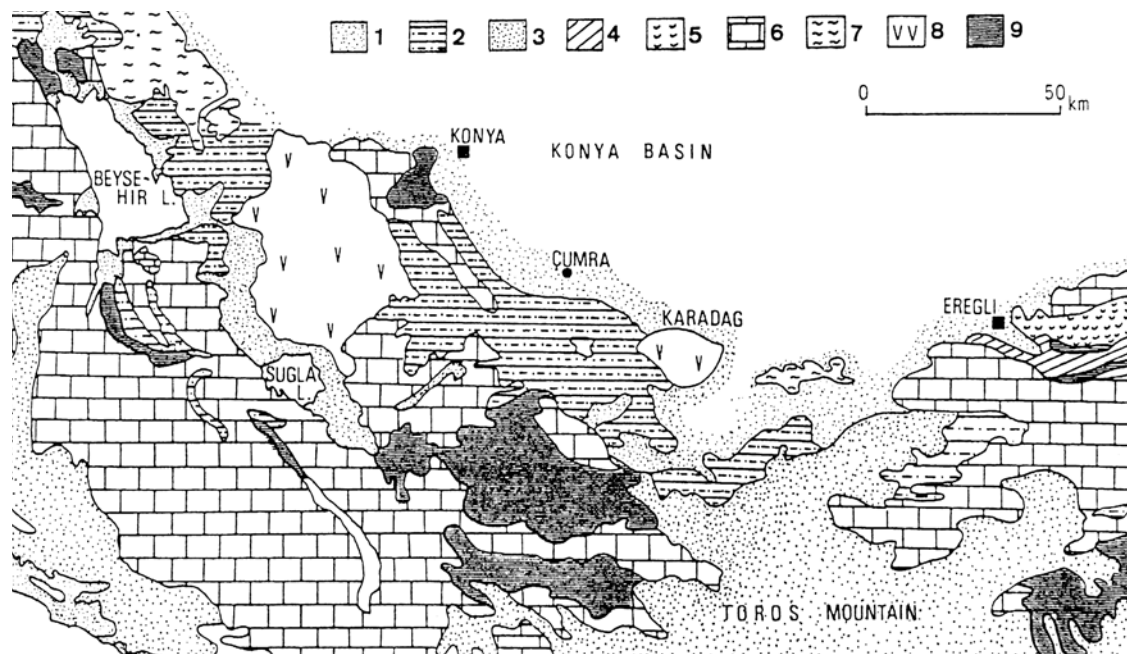 1 2 3 4 5 6 7 V V 8 9
0 50 km
KONYA
KONYA BASIN
BEYSE-
HIR L.
V
V
V
V
V
V
V
ÇUMRA
EREGLI
KARADAG
V V
SUGLA
L.
TOROS MOUNTAIN